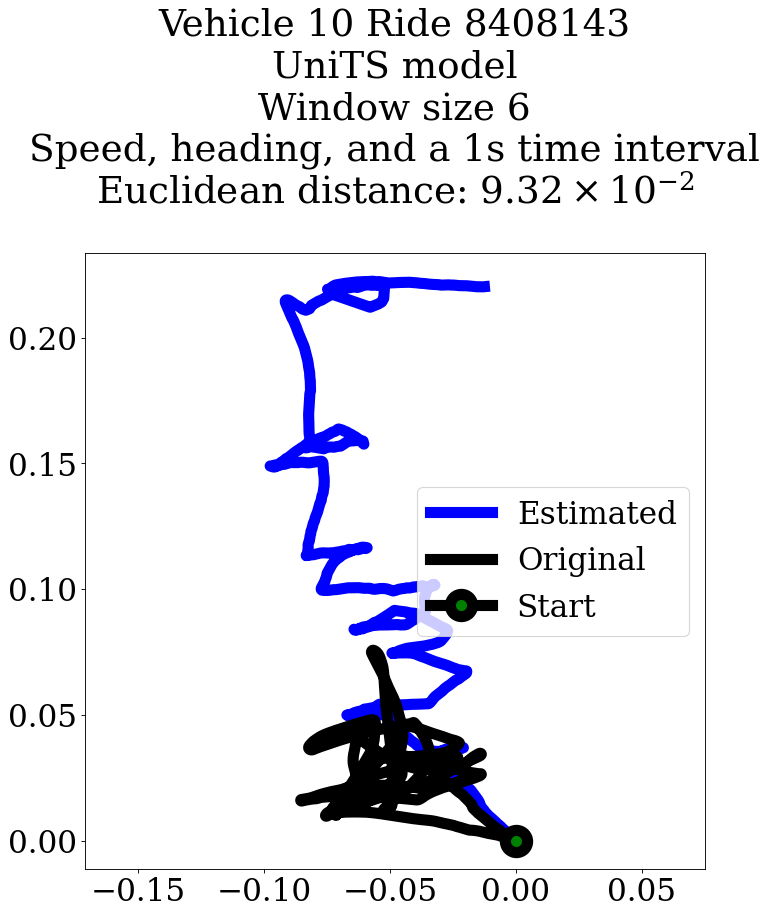 Vehicle 10 Ride 8408143
UniTS model
Window size 6
Speed, heading, and a 1s time interval
Euclidean distance: 9.32 × 10⁻²
0.20
0.15
Estimated
Original
0.10
Start
0.05
0.00
−0.15 −0.10 −0.05 0.00 0.05